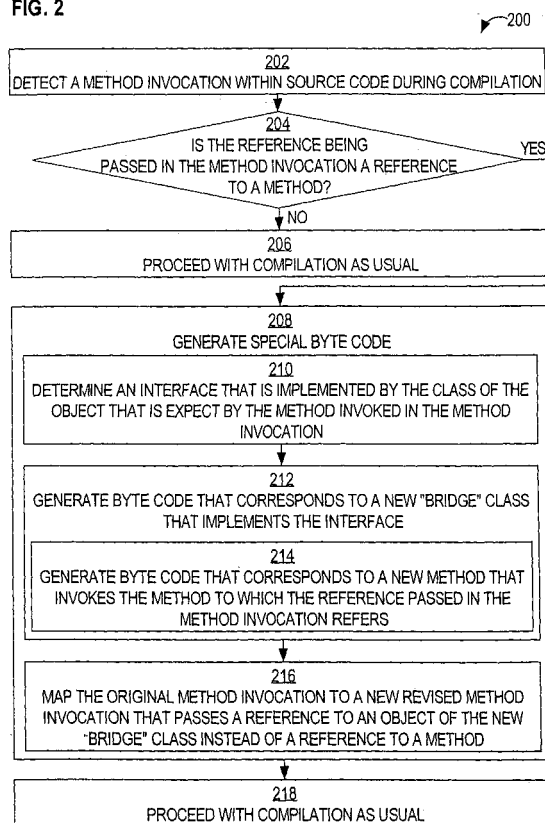 FIG. 2
200
202
DETECT A METHOD INVOCATION WITHIN SOURCE CODE DURING COMPILATION
204
IS THE REFERENCE BEING
PASSED IN THE METHOD INVOCATION A REFERENCE
TO A METHOD?
YES
NO
206
PROCEED WITH COMPILATION AS USUAL
208
GENERATE SPECIAL BYTE CODE
210
DETERMINE AN INTERFACE THAT IS IMPLEMENTED BY THE CLASS OF THE
OBJECT THAT IS EXPECT BY THE METHOD INVOKED IN THE METHOD
INVOCATION
212
GENERATE BYTE CODE THAT CORRESPONDS TO A NEW "BRIDGE" CLASS
THAT IMPLEMENTS THE INTERFACE
214
GENERATE BYTE CODE THAT CORRESPONDS TO A NEW METHOD THAT
INVOKES THE METHOD TO WHICH THE REFERENCE PASSED IN THE
METHOD INVOCATION REFERS
216
MAP THE ORIGINAL METHOD INVOCATION TO A NEW REVISED METHOD
INVOCATION THAT PASSES A REFERENCE TO AN OBJECT OF THE NEW
"BRIDGE" CLASS INSTEAD OF A REFERENCE TO A METHOD
218
PROCEED WITH COMPILATION AS USUAL